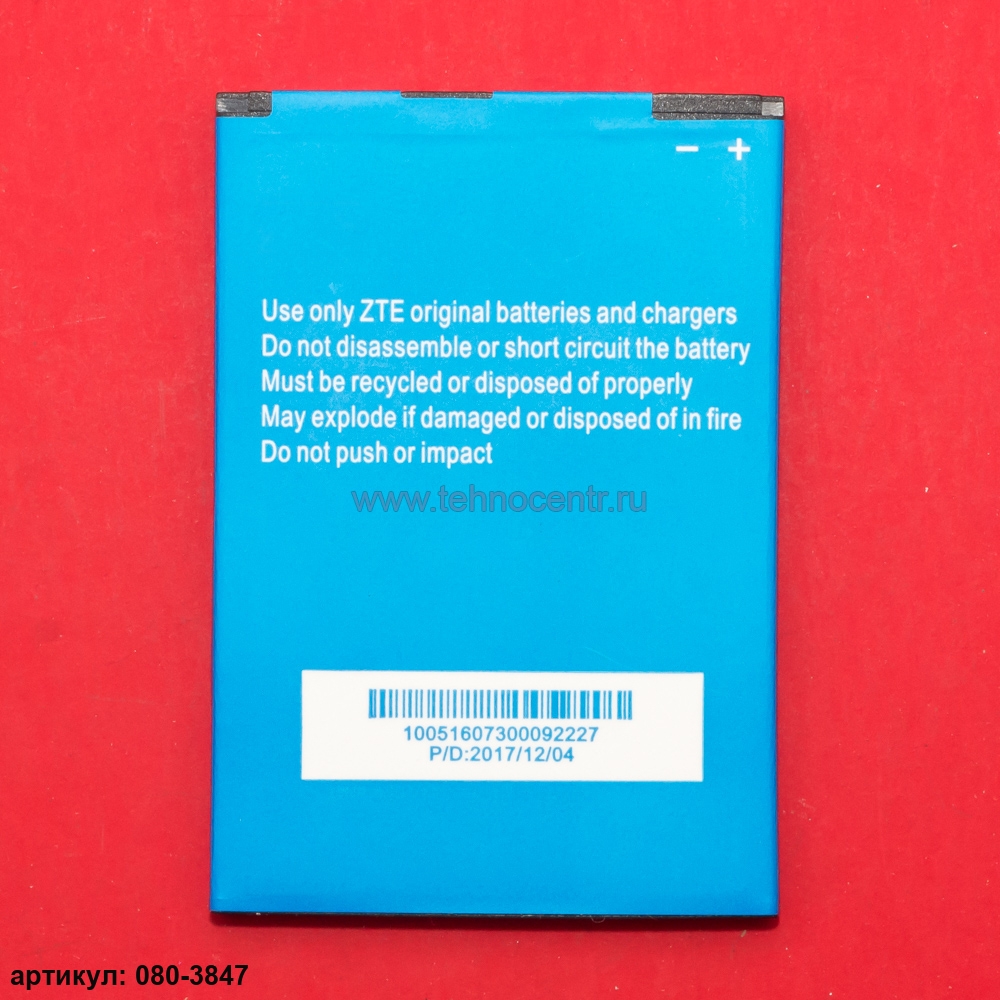 − +
Use only ZTE original batteries and chargers
Do not disassemble or short circuit the battery
Must be recycled or disposed of properly
May explode if damaged or disposed of in fire
Do not push or impact
www.tehnocentr.ru
10051607300092227
P/D:2017/12/04
артикул: 080-3847